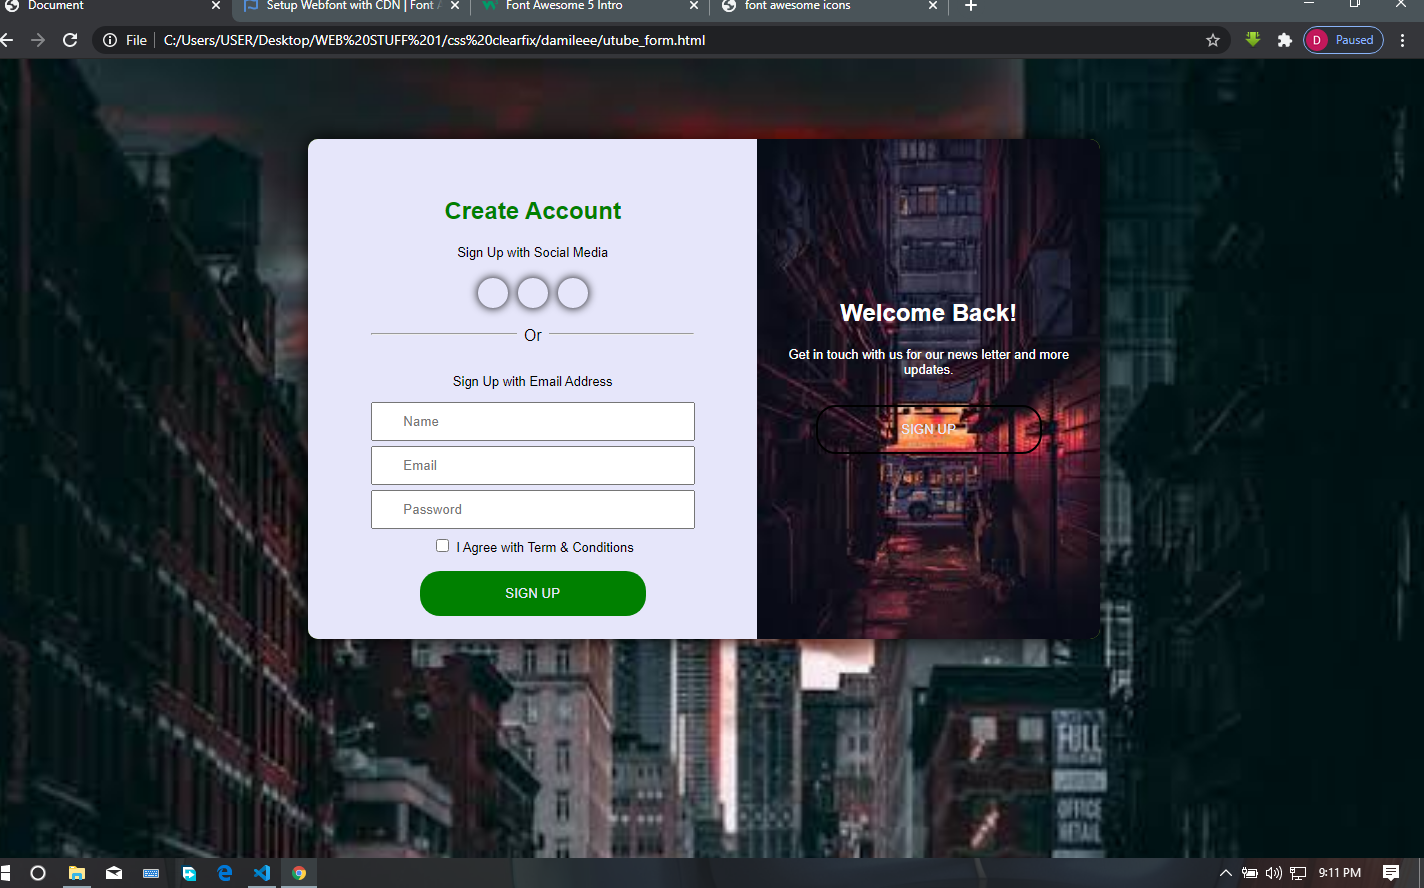 Document
Setup Webfont with CDN | Font A
Font Awesome 5 Intro
font awesome icons
File
C:/Users/USER/Desktop/WEB%20STUFF%201/css%20clearfix/damileee/utube_form.html
D
Paused
Create Account
Sign Up with Social Media
Or
Sign Up with Email Address
Name
Email
Password
I Agree with Term & Conditions
SIGN UP
Welcome Back!
Get in touch with us for our news letter and more
updates.
SIGN UP
FULL
OFFICE
RETAIL
9:11 PM